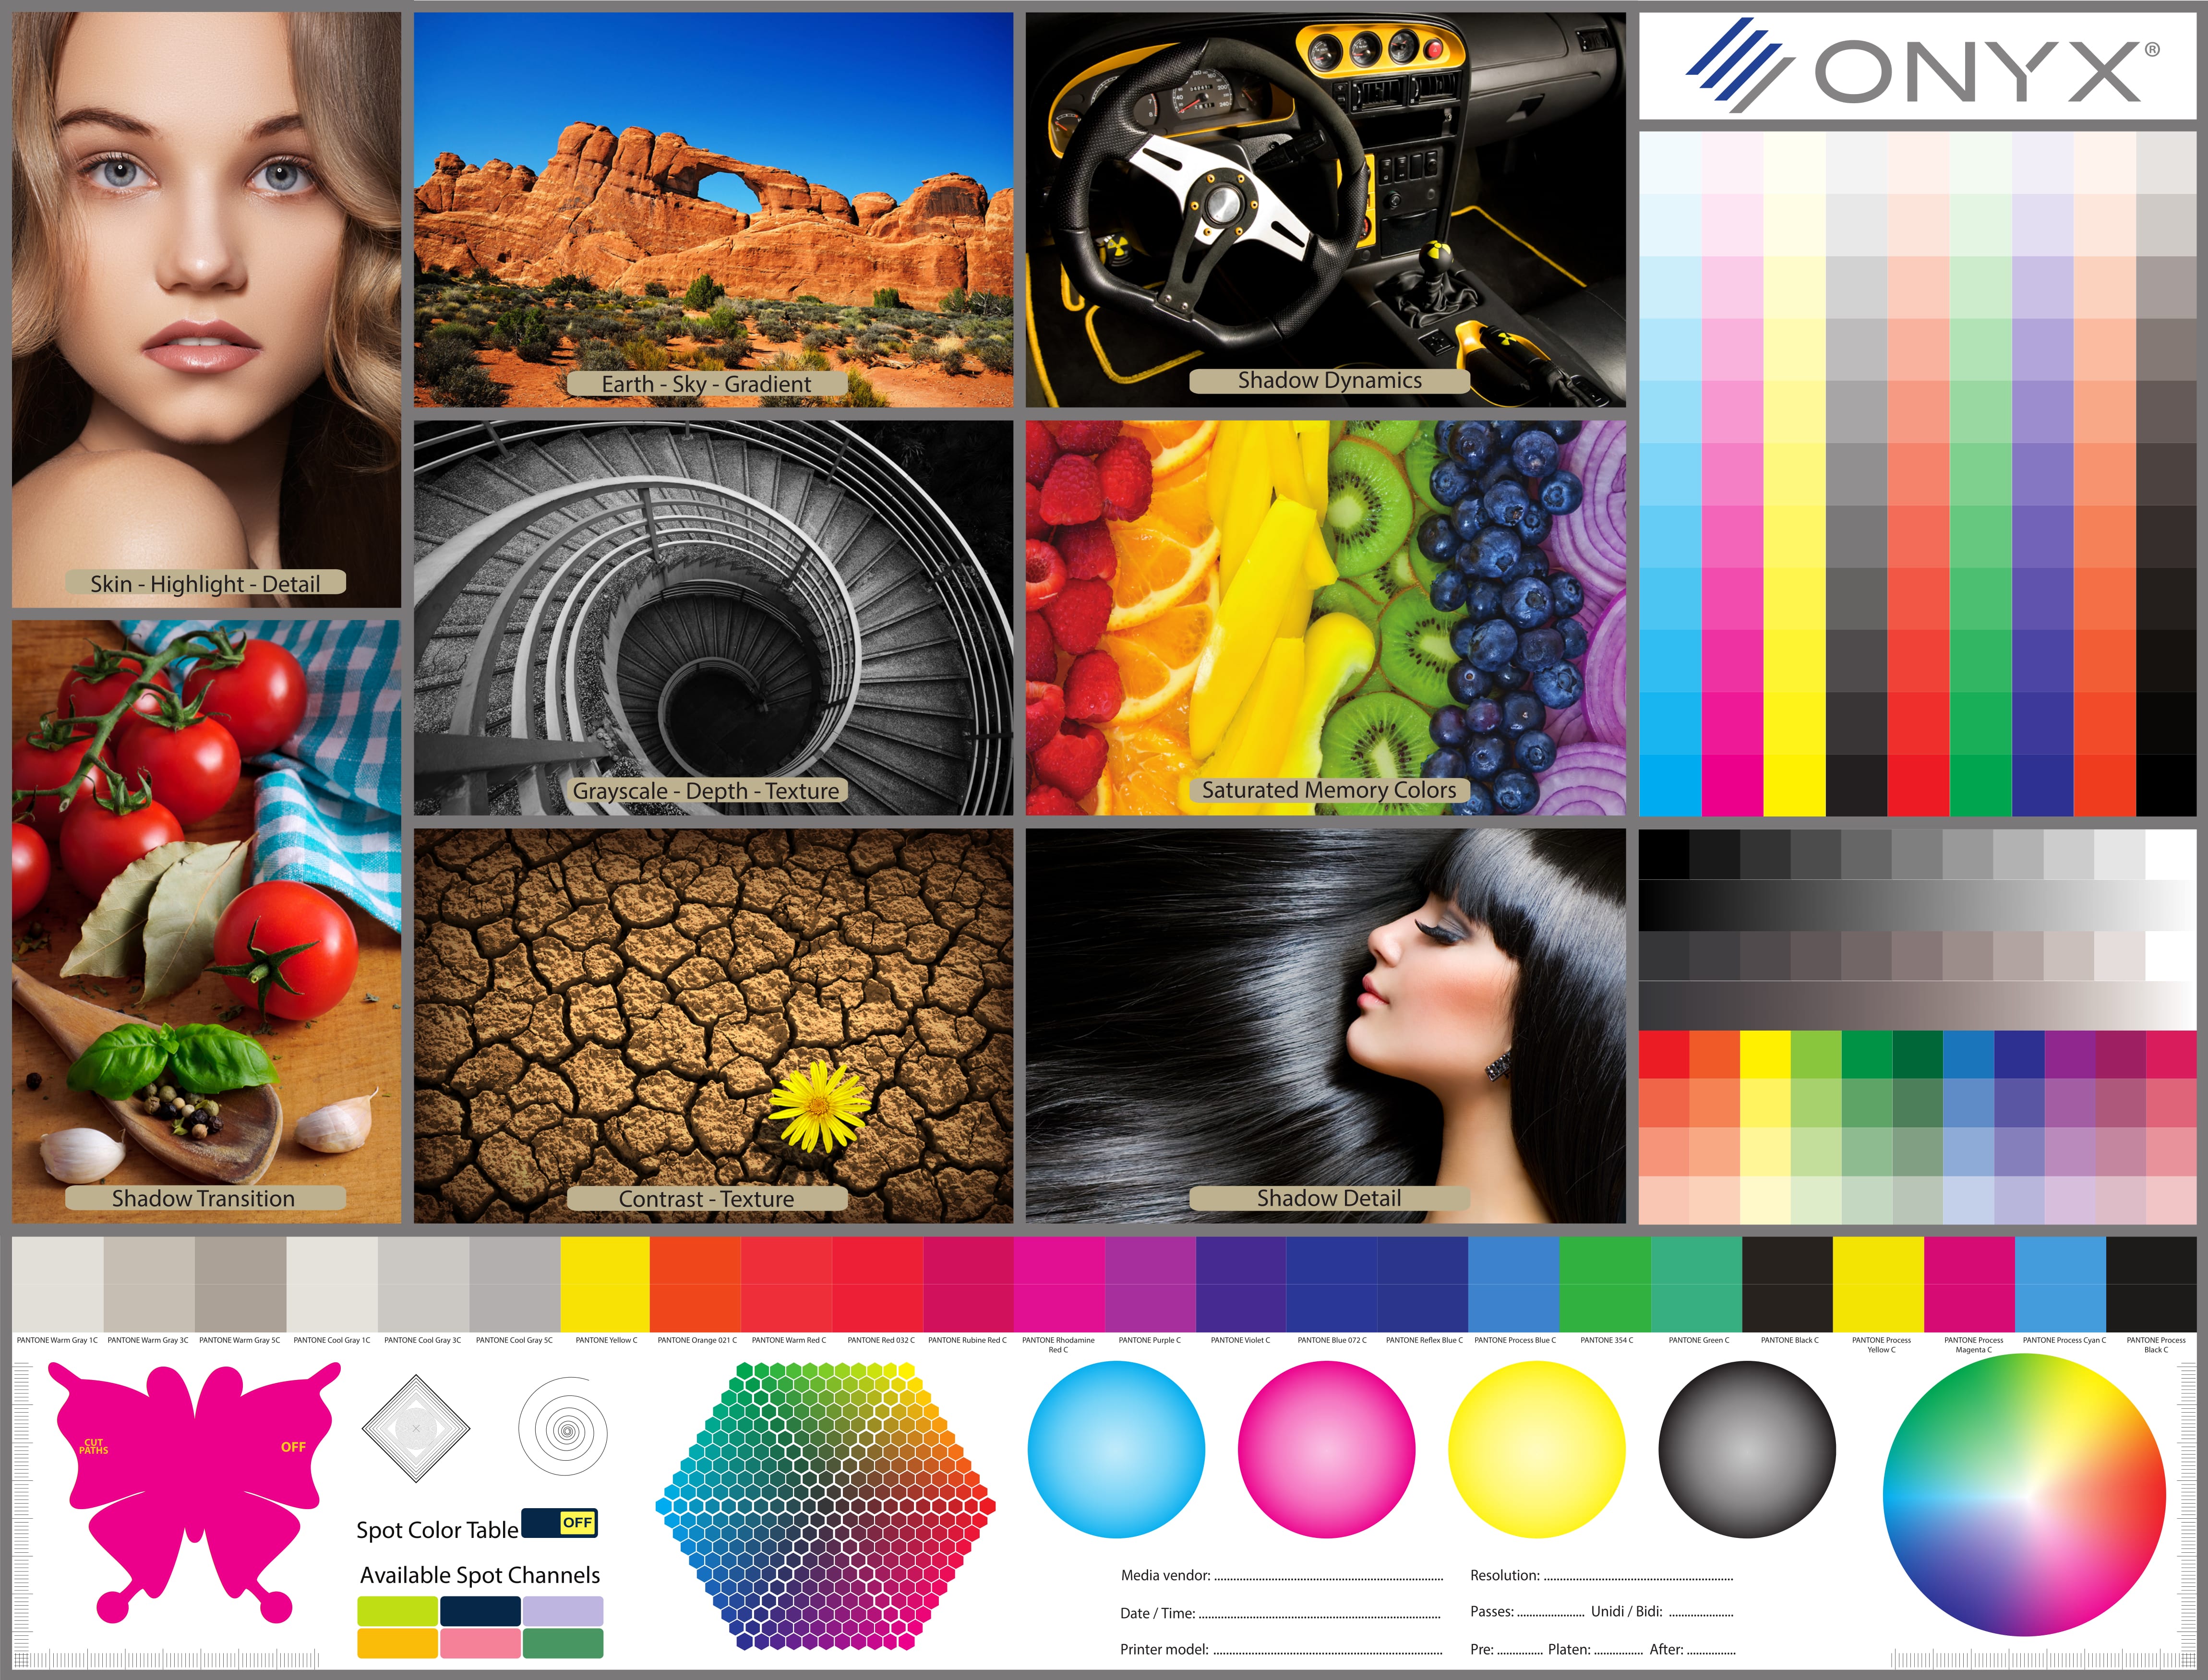 ONYX®
Earth - Sky - Gradient
Shadow Dynamics
Skin - Highlight - Detail
Grayscale - Depth - Texture
Saturated Memory Colors
Shadow Transition
Contrast - Texture
Shadow Detail
PANTONE Warm Gray 1C
PANTONE Warm Gray 3C
PANTONE Warm Gray 5C
PANTONE Cool Gray 1C
PANTONE Cool Gray 3C
PANTONE Cool Gray 5C
PANTONE Yellow C
PANTONE Orange 021 C
PANTONE Warm Red C
PANTONE Red 032 C
PANTONE Rubine Red C
PANTONE Rhodamine
Red C
PANTONE Purple C
PANTONE Violet C
PANTONE Blue 072 C
PANTONE Reflex Blue C
PANTONE Process Blue C
PANTONE 354 C
PANTONE Green C
PANTONE Black C
PANTONE Process
Yellow C
PANTONE Process
Magenta C
PANTONE Process Cyan C
PANTONE Process
Black C
CUT
PATHS
OFF
Spot Color Table
OFF
Available Spot Channels
Media vendor:
Date / Time:
Printer model:
Resolution:
Passes: Unidi / Bidi:
Pre: Platen: After: